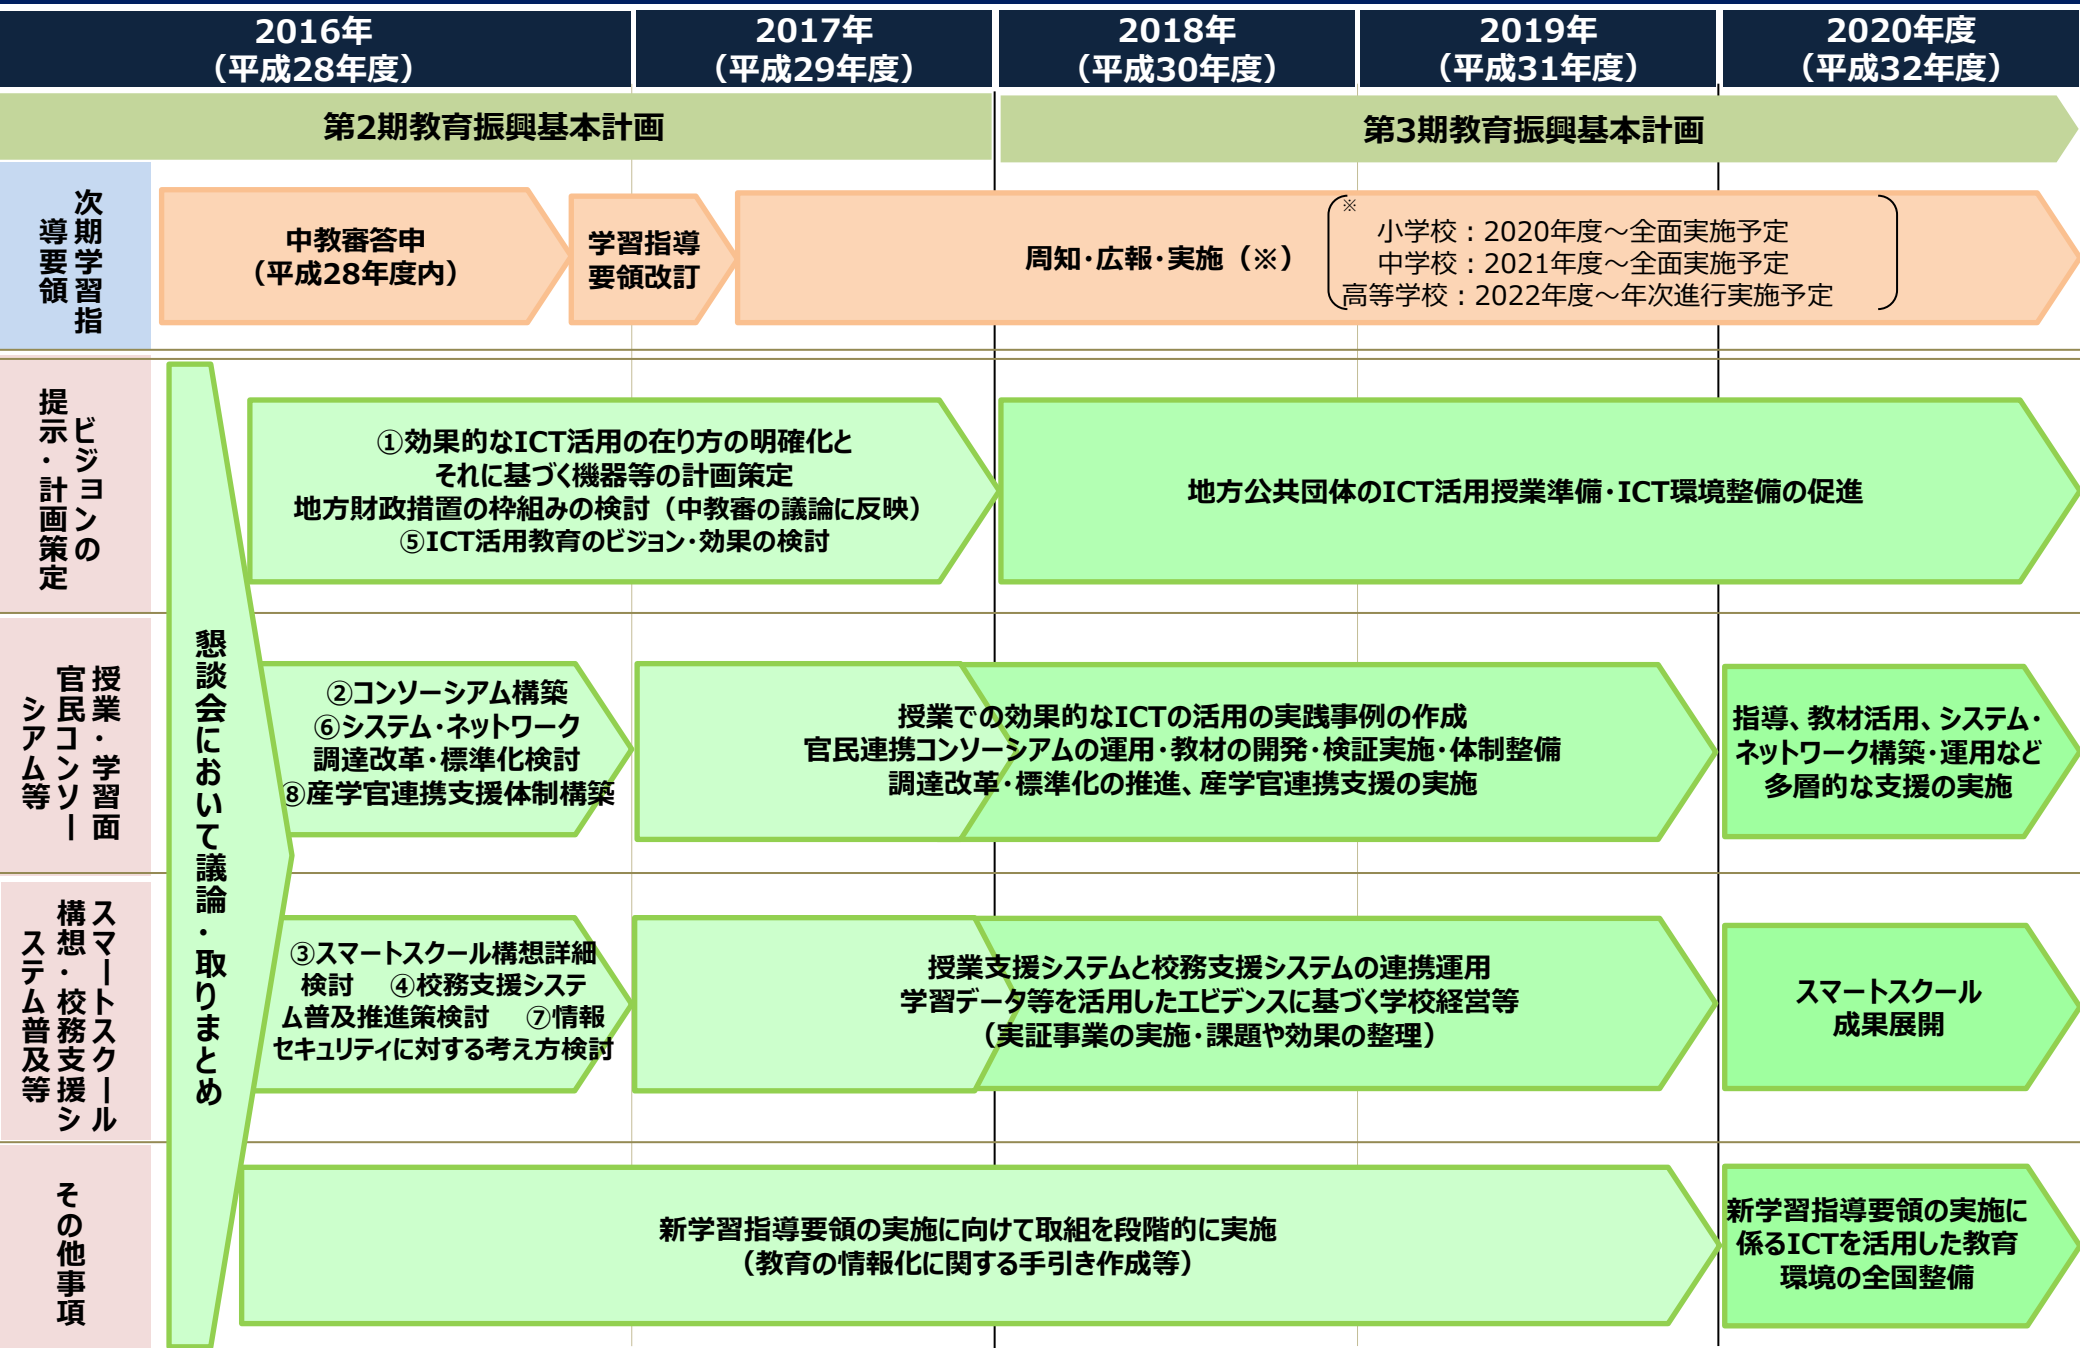 2016年
（平成28年度）
2017年
（平成29年度）
2018年
（平成30年度）
2019年
（平成31年度）
2020年度
（平成32年度）
第2期教育振興基本計画
第3期教育振興基本計画
次期学習指
導要領
中教審答申
（平成28年度内）
学習指導
要領改訂
周知・広報・実施（※）
※
小学校：2020年度～全面実施予定
中学校：2021年度～全面実施予定
高等学校：2022年度～年次進行実施予定
ビジョンの
提示・計画策定
懇談会において議論・取りまとめ
①効果的なICT活用の在り方の明確化と
それに基づく機器等の計画策定
地方財政措置の枠組みの検討（中教審の議論に反映）
⑤ICT活用教育のビジョン・効果の検討
地方公共団体のICT活用授業準備・ICT環境整備の促進
授業・学習面
官民コンソー
シアム等
②コンソーシアム構築
⑥システム・ネットワーク
調達改革・標準化検討
⑧産学官連携支援体制構築
授業での効果的なICTの活用の実践事例の作成
官民連携コンソーシアムの運用・教材の開発・検証実施・体制整備
調達改革・標準化の推進、産学官連携支援の実施
指導、教材活用、システム・
ネットワーク構築・運用など
多層的な支援の実施
スマートスクール
構想・校務支援シ
ステム普及等
③スマートスクール構想詳細
検討　④校務支援システ
ム普及推進策検討　⑦情報
セキュリティに対する考え方検討
授業支援システムと校務支援システムの連携運用
学習データ等を活用したエビデンスに基づく学校経営等
（実証事業の実施・課題や効果の整理）
スマートスクール
成果展開
その他事項
新学習指導要領の実施に向けて取組を段階的に実施
（教育の情報化に関する手引き作成等）
新学習指導要領の実施に
係るICTを活用した教育
環境の全国整備